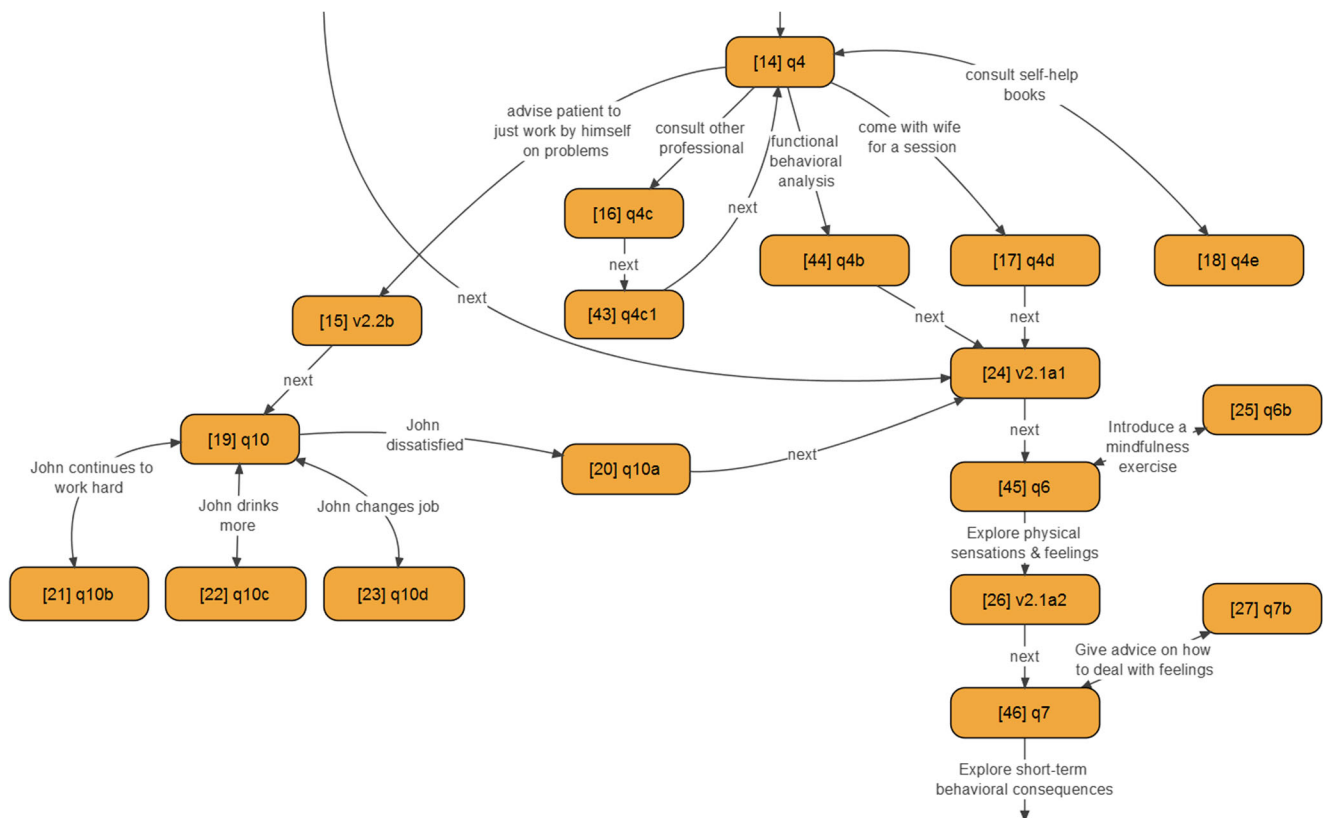 [14] q4
consult self-help
books
advise patient to
just work by himself
on problems
consult other
professional
functional
behavioral
analysis
come with wife
for a session
[16] q4c
next
next
[44] q4b
[17] q4d
[18] q4e
next
[43] q4c1
next
[15] v2.2b
next
next
[24] v2.1a1
next
[19] q10
John
dissatisfied
[20] q10a
next
next
[25] q6b
Introduce a
mindfulness
exercise
[45] q6
John continues to
work hard
John drinks
more
John changes job
Explore physical
sensations & feelings
[21] q10b
[22] q10c
[23] q10d
[26] v2.1a2
[27] q7b
next
Give advice on how
to deal with feelings
[46] q7
Explore short-term
behavioral consequences